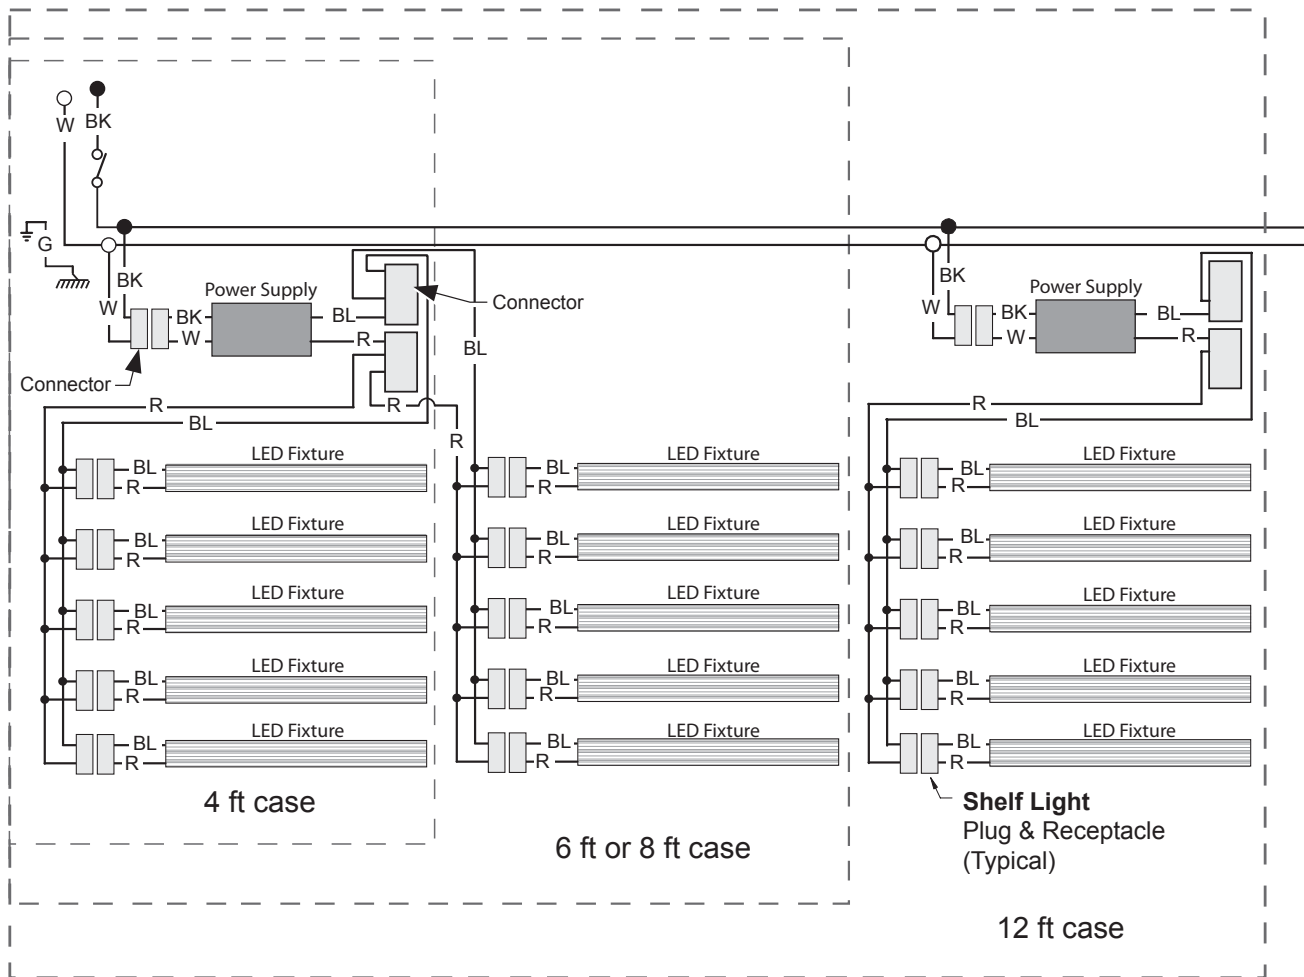 W
BK
G
BK
W
Power Supply
BK
W
BL
R
Connector
Connector
BL
R
BL
R
R
BK
W
Power Supply
BK
W
BL
R
R
BL
LED Fixture
BL
R
LED Fixture
BL
R
LED Fixture
BL
R
LED Fixture
BL
R
LED Fixture
BL
R
4 ft case
LED Fixture
BL
R
LED Fixture
BL
R
LED Fixture
BL
R
LED Fixture
BL
R
LED Fixture
BL
R
6 ft or 8 ft case
LED Fixture
BL
R
LED Fixture
BL
R
LED Fixture
BL
R
LED Fixture
BL
R
LED Fixture
BL
R
Shelf Light
Plug & Receptacle
(Typical)
12 ft case